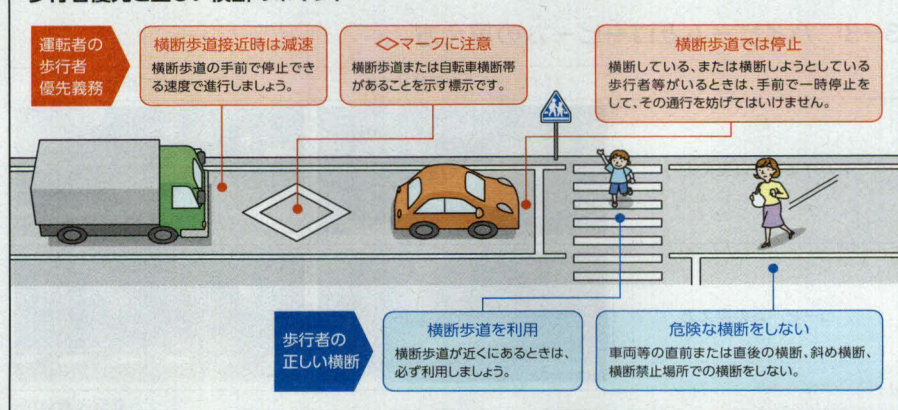 運転者の
歩行者
優先義務
横断歩道接近時は減速
横断歩道の手前で停止でき
る速度で進行しましょう。
◇マークに注意
横断歩道または自転車横断帯
があることを示す標示です。
横断歩道では停止
横断している、または横断しようとしている
歩行者等がいるときは、手前で一時停止を
して、その通行を妨げてはいけません。
歩行者の
正しい横断
横断歩道を利用
横断歩道が近くにあるときは、
必ず利用しましょう。
危険な横断をしない
車両等の直前または直後の横断、斜め横断、
横断禁止場所での横断をしない。